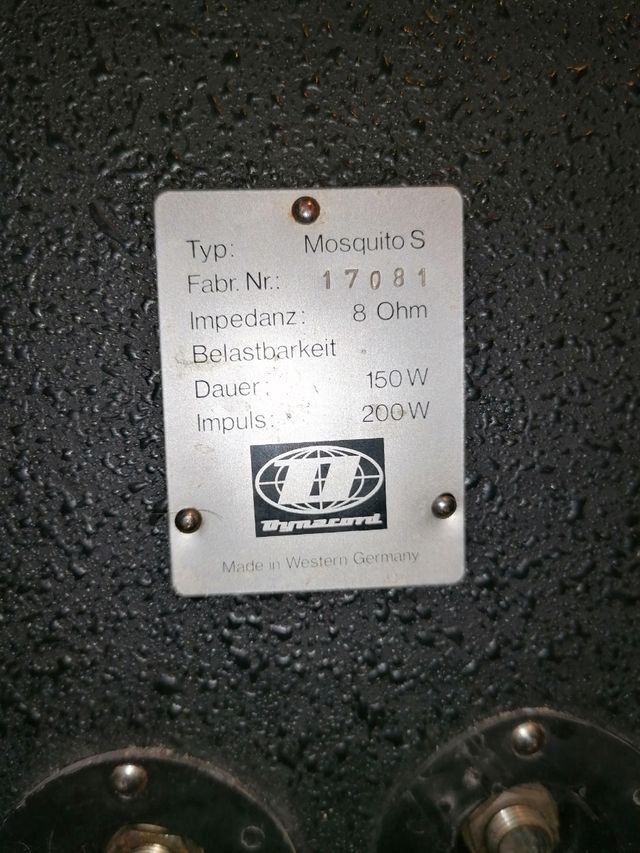 Typ: Mosquito S
Fabr. Nr.: 17081
Impedanz: 8 Ohm
Belastbarkeit
Dauer: 150 W
Impuls: 200 W
Dynacord
Made in Western Germany